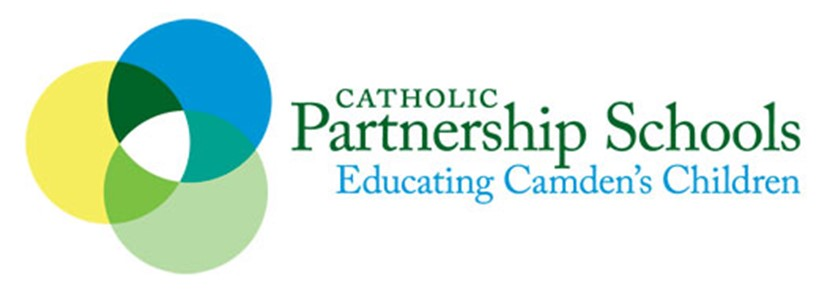 CATHOLIC
Partnership Schools
Educating Camden's Children